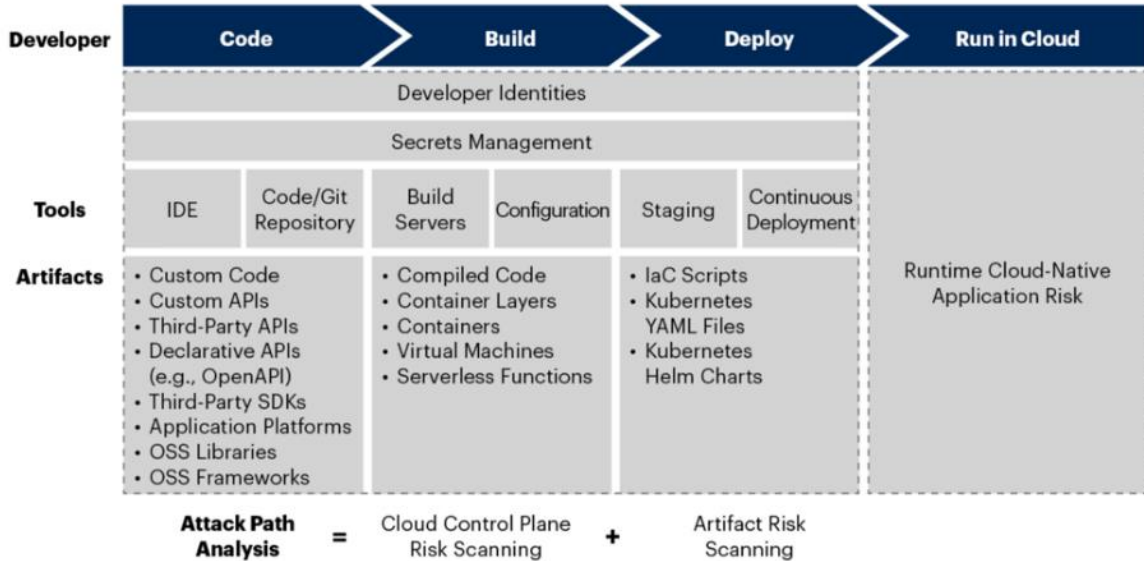 Developer
Code
Build
Deploy
Run in Cloud
Developer Identities
Secrets Management
Tools
IDE
Code/Git
Repository
Build
Servers
Configuration
Staging
Continuous
Deployment
Artifacts
• Custom Code
• Custom APIs
• Third-Party APIs
• Declarative APIs
(e.g., OpenAPI)
• Third-Party SDKs
• Application Platforms
• OSS Libraries
• OSS Frameworks
• Compiled Code
• Container Layers
• Containers
• Virtual Machines
• Serverless Functions
• IaC Scripts
• Kubernetes
YAML Files
• Kubernetes
Helm Charts
Runtime Cloud-Native
Application Risk
Attack Path
Analysis
=
Cloud Control Plane
Risk Scanning
+
Artifact Risk
Scanning